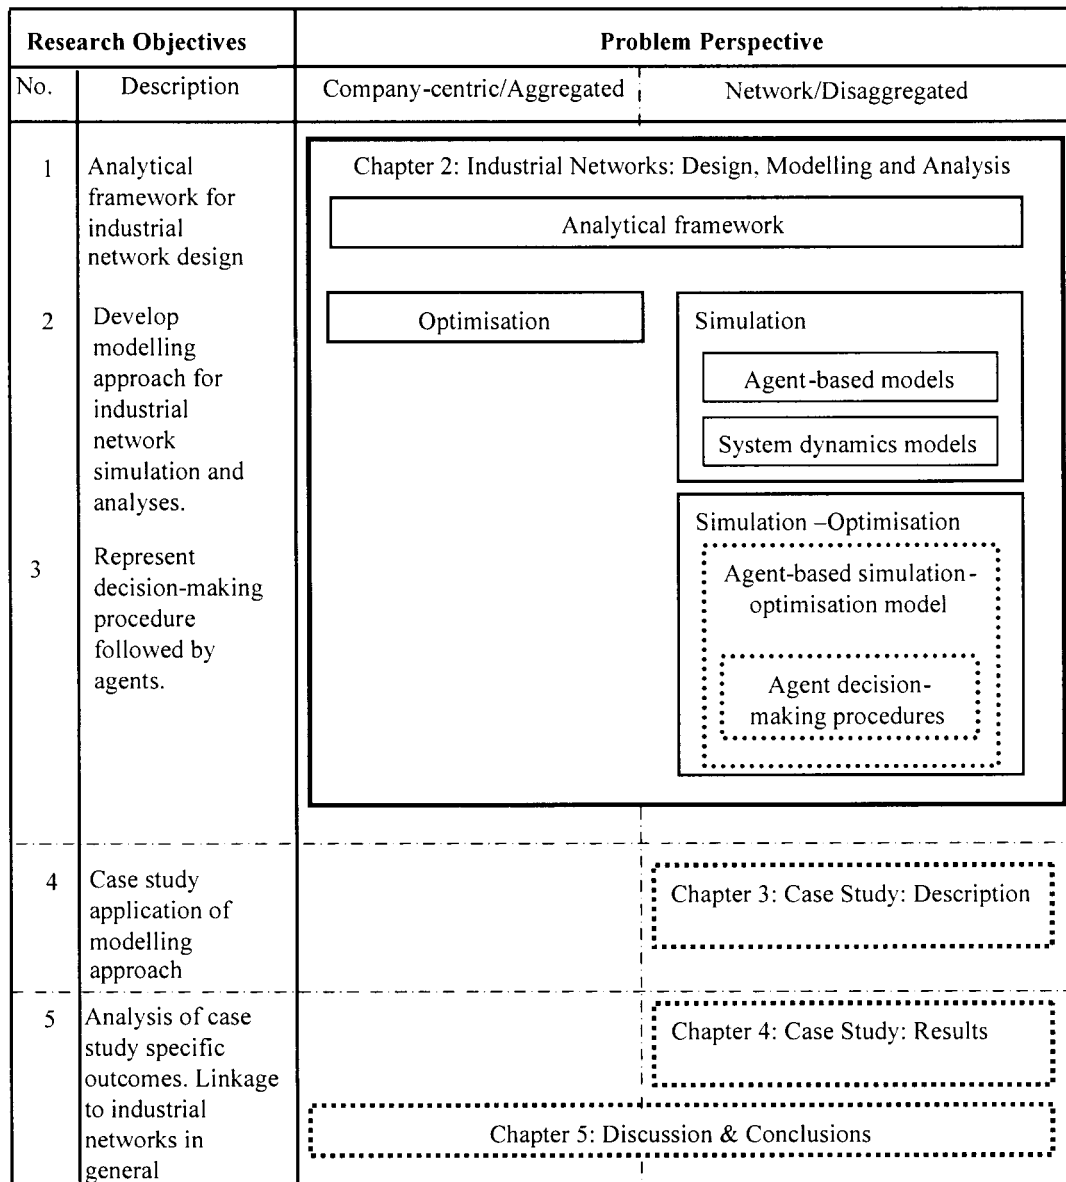 Research Objectives
Problem Perspective
No.
Description
Company-centric/Aggregated
Network/Disaggregated
1
Analytical
framework for
industrial
network design
2
Develop
modelling
approach for
industrial
network
simulation and
analyses.
3
Represent
decision-making
procedure
followed by
agents.
Chapter 2: Industrial Networks: Design, Modelling and Analysis
Analytical framework
Optimisation
Simulation
Agent-based models
System dynamics models
Simulation –Optimisation
Agent-based simulation-
optimisation model
Agent decision-
making procedures
4
Case study
application of
modelling
approach
Chapter 3: Case Study: Description
5
Analysis of case
study specific
outcomes. Linkage
to industrial
networks in
general
Chapter 4: Case Study: Results
Chapter 5: Discussion & Conclusions